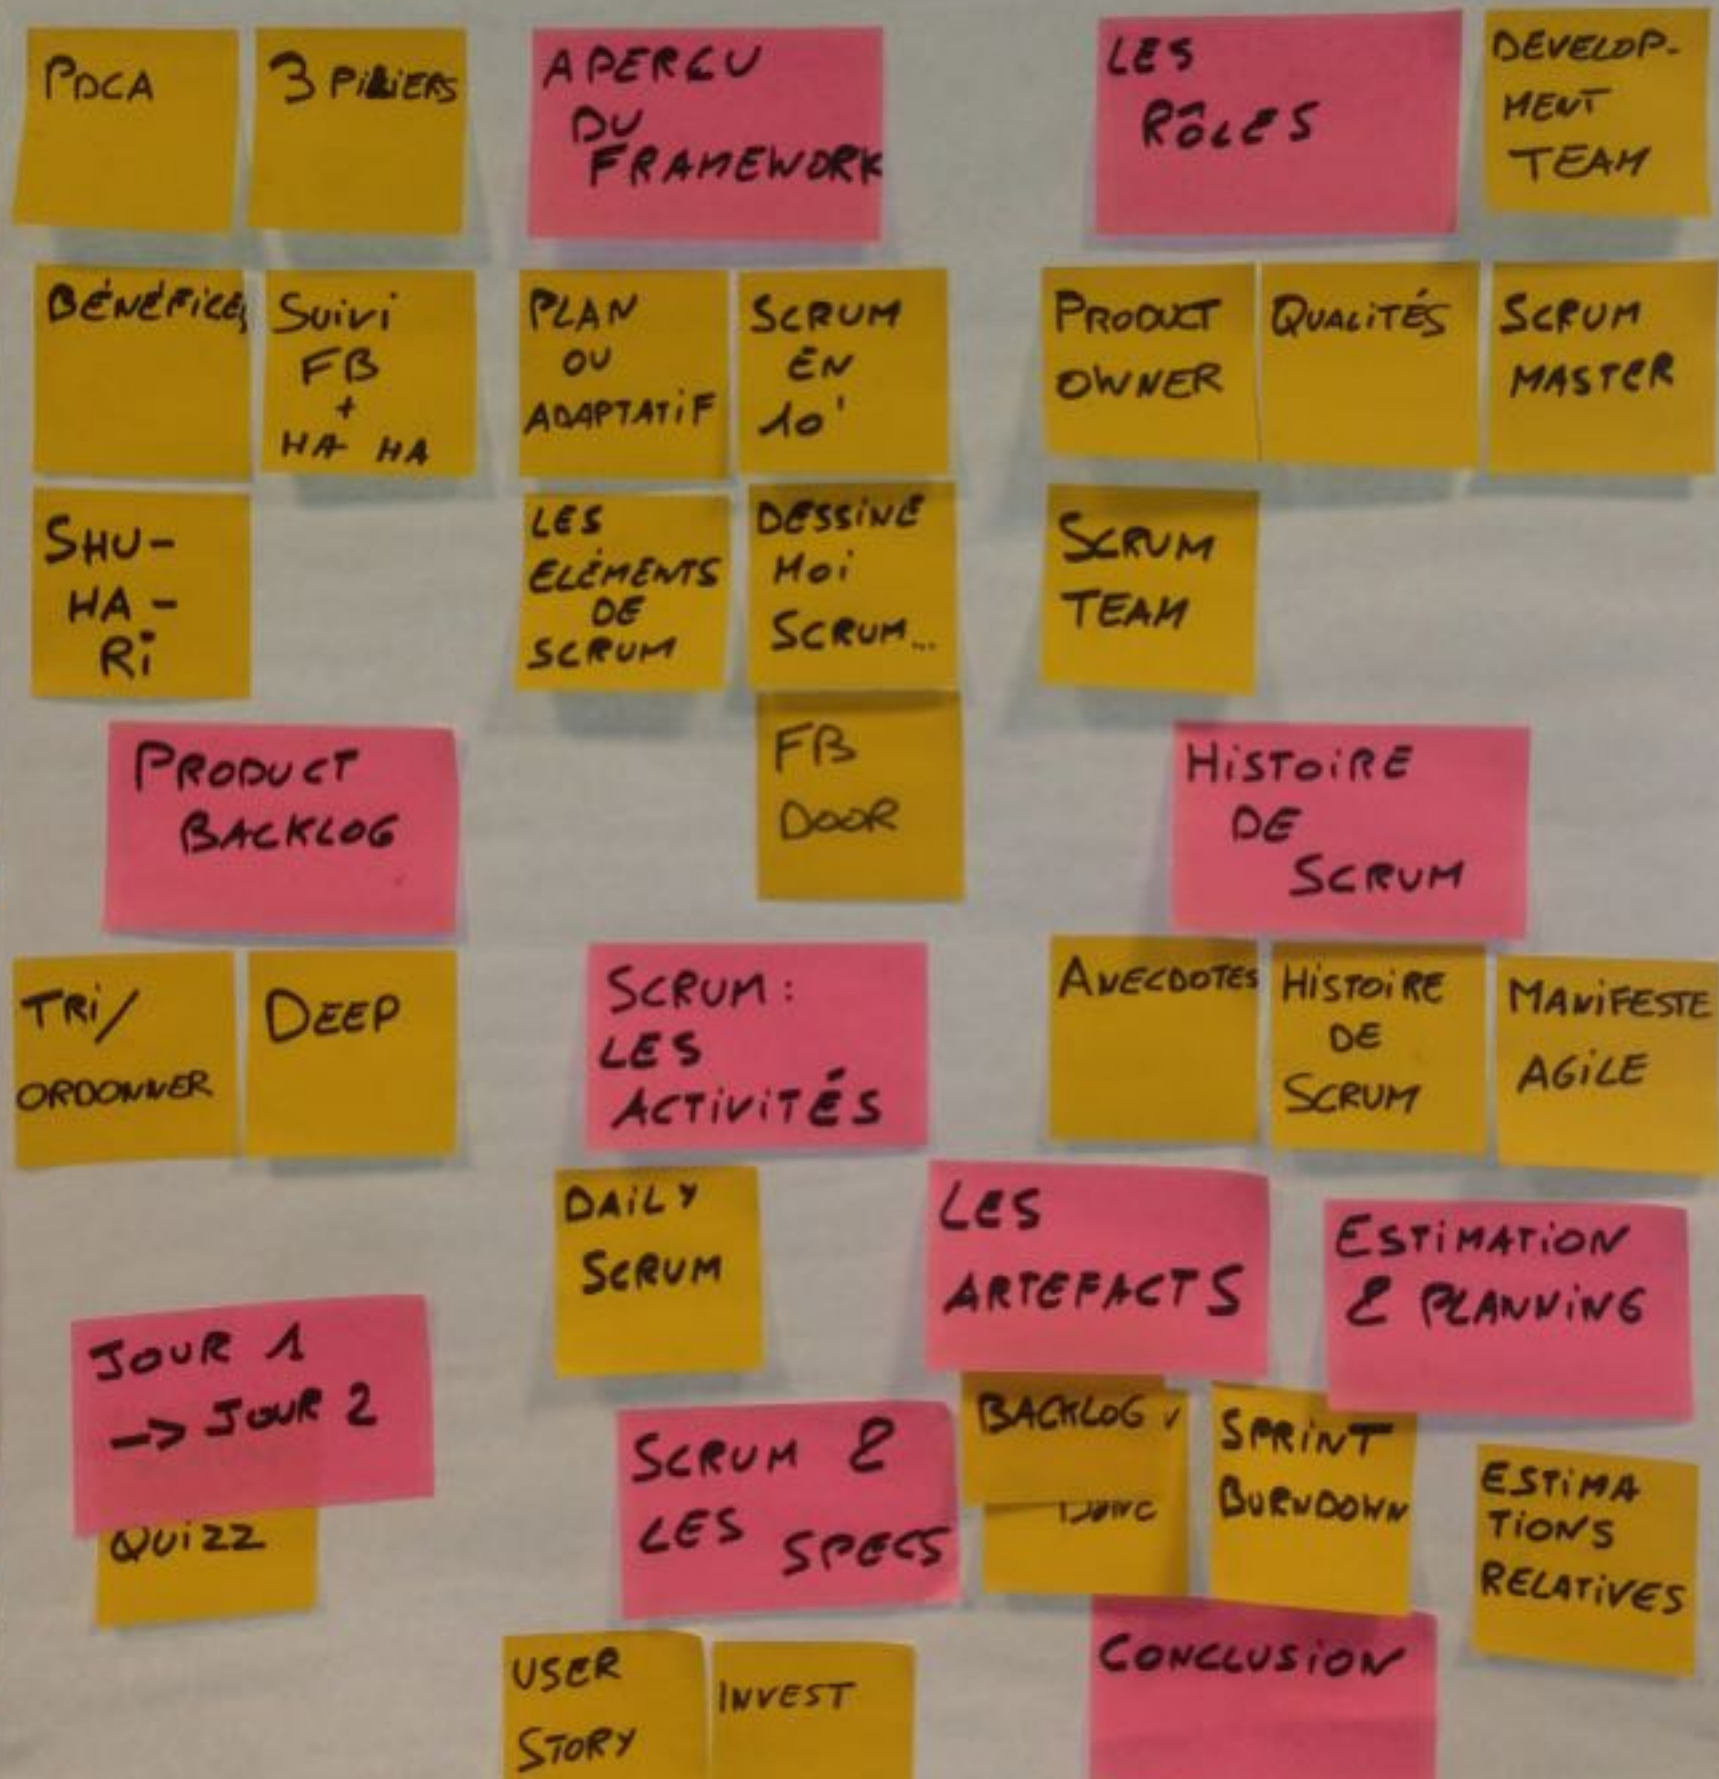 PDCA
3 PILIERS
APERÇU
DU
FRAMEWORK
LES
RÔLES
DEVELOP-
MENT
TEAM
BÉNÉFICES
SUIVI
FB
+
HA HA
PLAN
OU
ADAPTATIF
SCRUM
EN
10'
PRODUCT
OWNER
QUALITÉS
SCRUM
MASTER
SHU-
HA-
RI
LES
ELÉMENTS
DE
SCRUM
DESSINE
MOI
SCRUM...
SCRUM
TEAM
FB
DOOR
PRODUCT
BACKLOG
HISTOIRE
DE
SCRUM
TRI/
ORDONNER
DEEP
SCRUM:
LES
ACTIVITÉS
ANECDOTES
HISTOIRE
DE
SCRUM
MANIFESTE
AGILE
DAILY
SCRUM
LES
ARTEFACTS
ESTIMATION
& PLANNING
JOUR 1
-> JOUR 2
QUIZZ
SCRUM &
LES SPECS
BACKLOG
SPRINT
BURNDOWN
ESTIMA
TIONS
RELATIVES
USER
STORY
INVEST
CONCLUSION